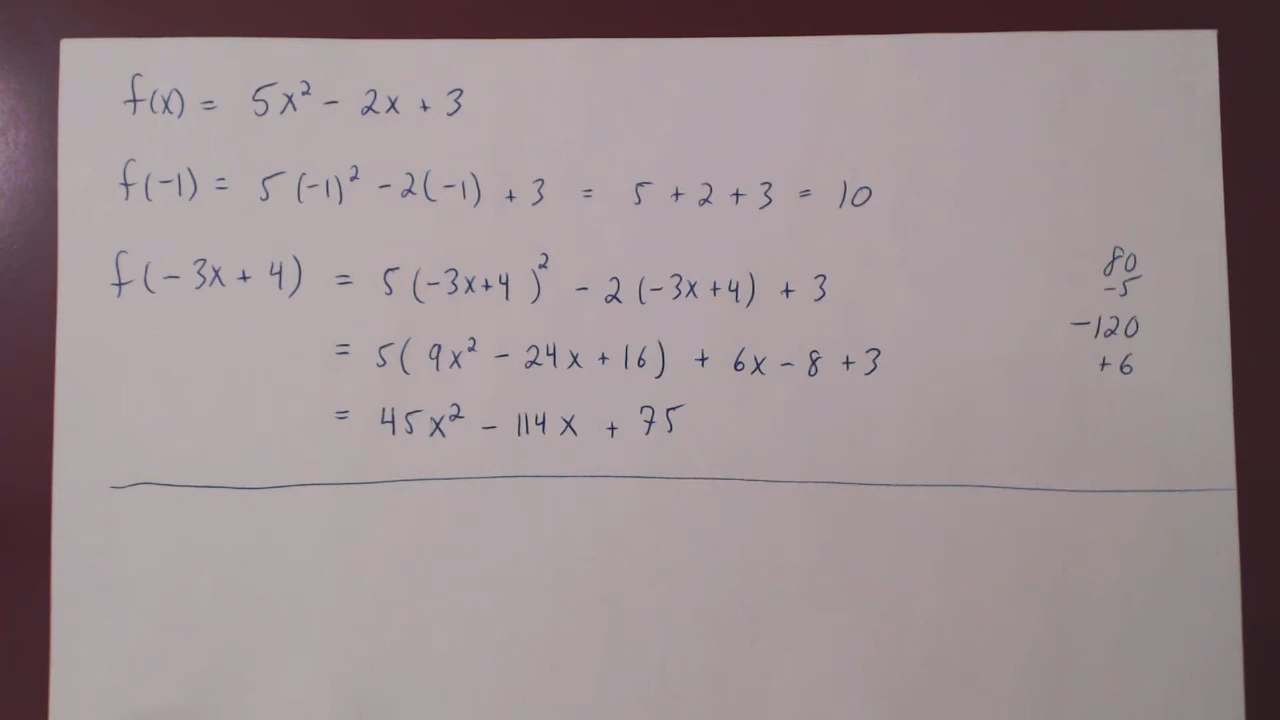 f(x) = 5x² - 2x + 3
f(-1) = 5(-1)² - 2(-1) + 3 = 5 + 2 + 3 = 10
f(-3x + 4) = 5(-3x+4)² - 2(-3x+4) + 3
= 5(9x² - 24x + 16) + 6x - 8 + 3
= 45x² - 114x + 75
80
-5
-120
+6